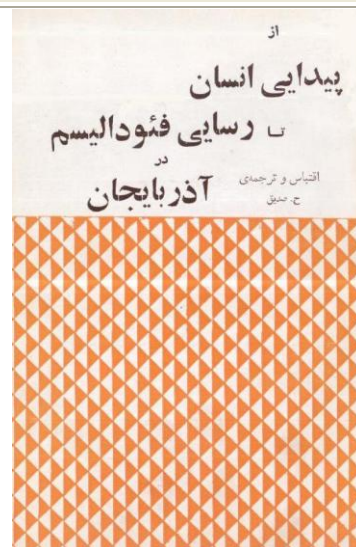 از
پیدایی انسان
تا رسایی فئودالیسم
در
آذربایجان
اقتباس و ترجمه‌ی
ح. صدیق